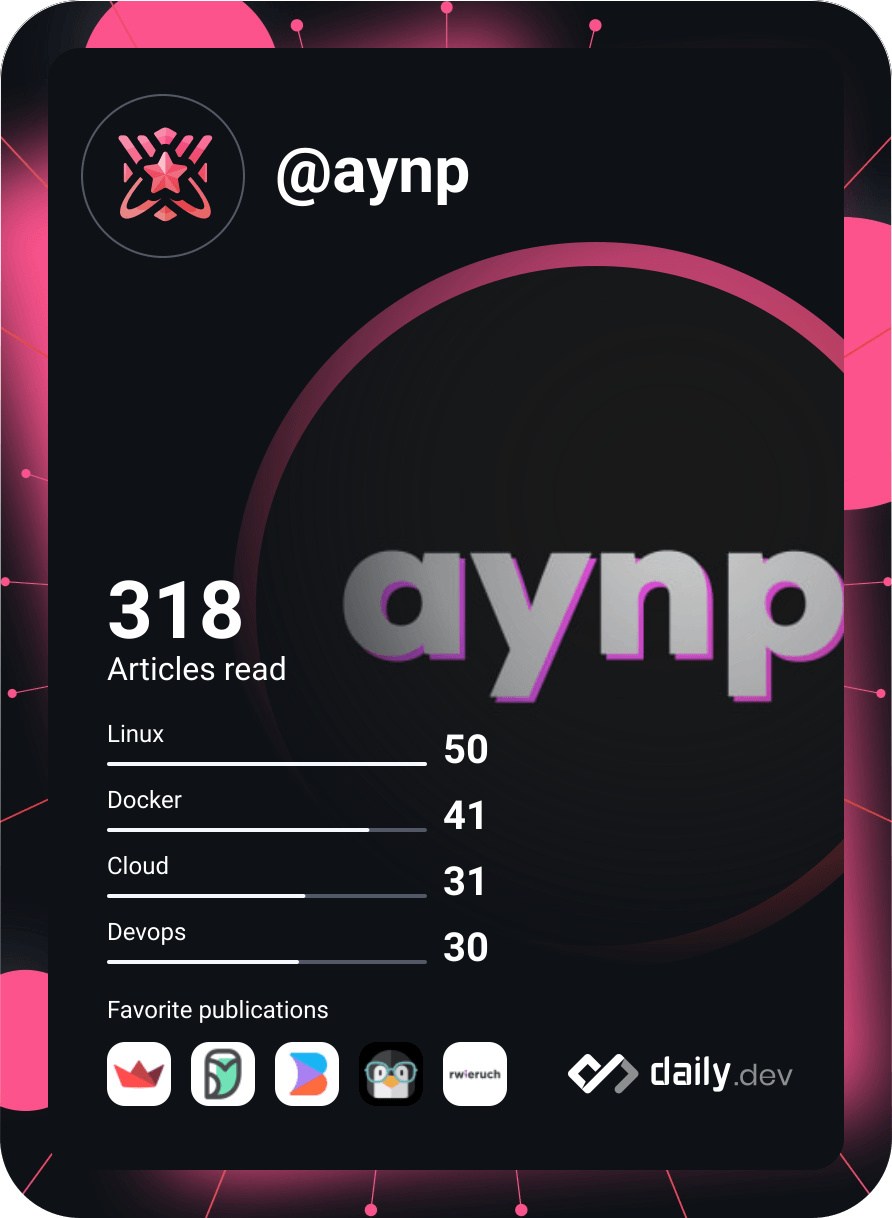 @aynp
aynp
318
Articles read
Linux
50
Docker
41
Cloud
31
Devops
30
Favorite publications
rwieruch
daily.dev